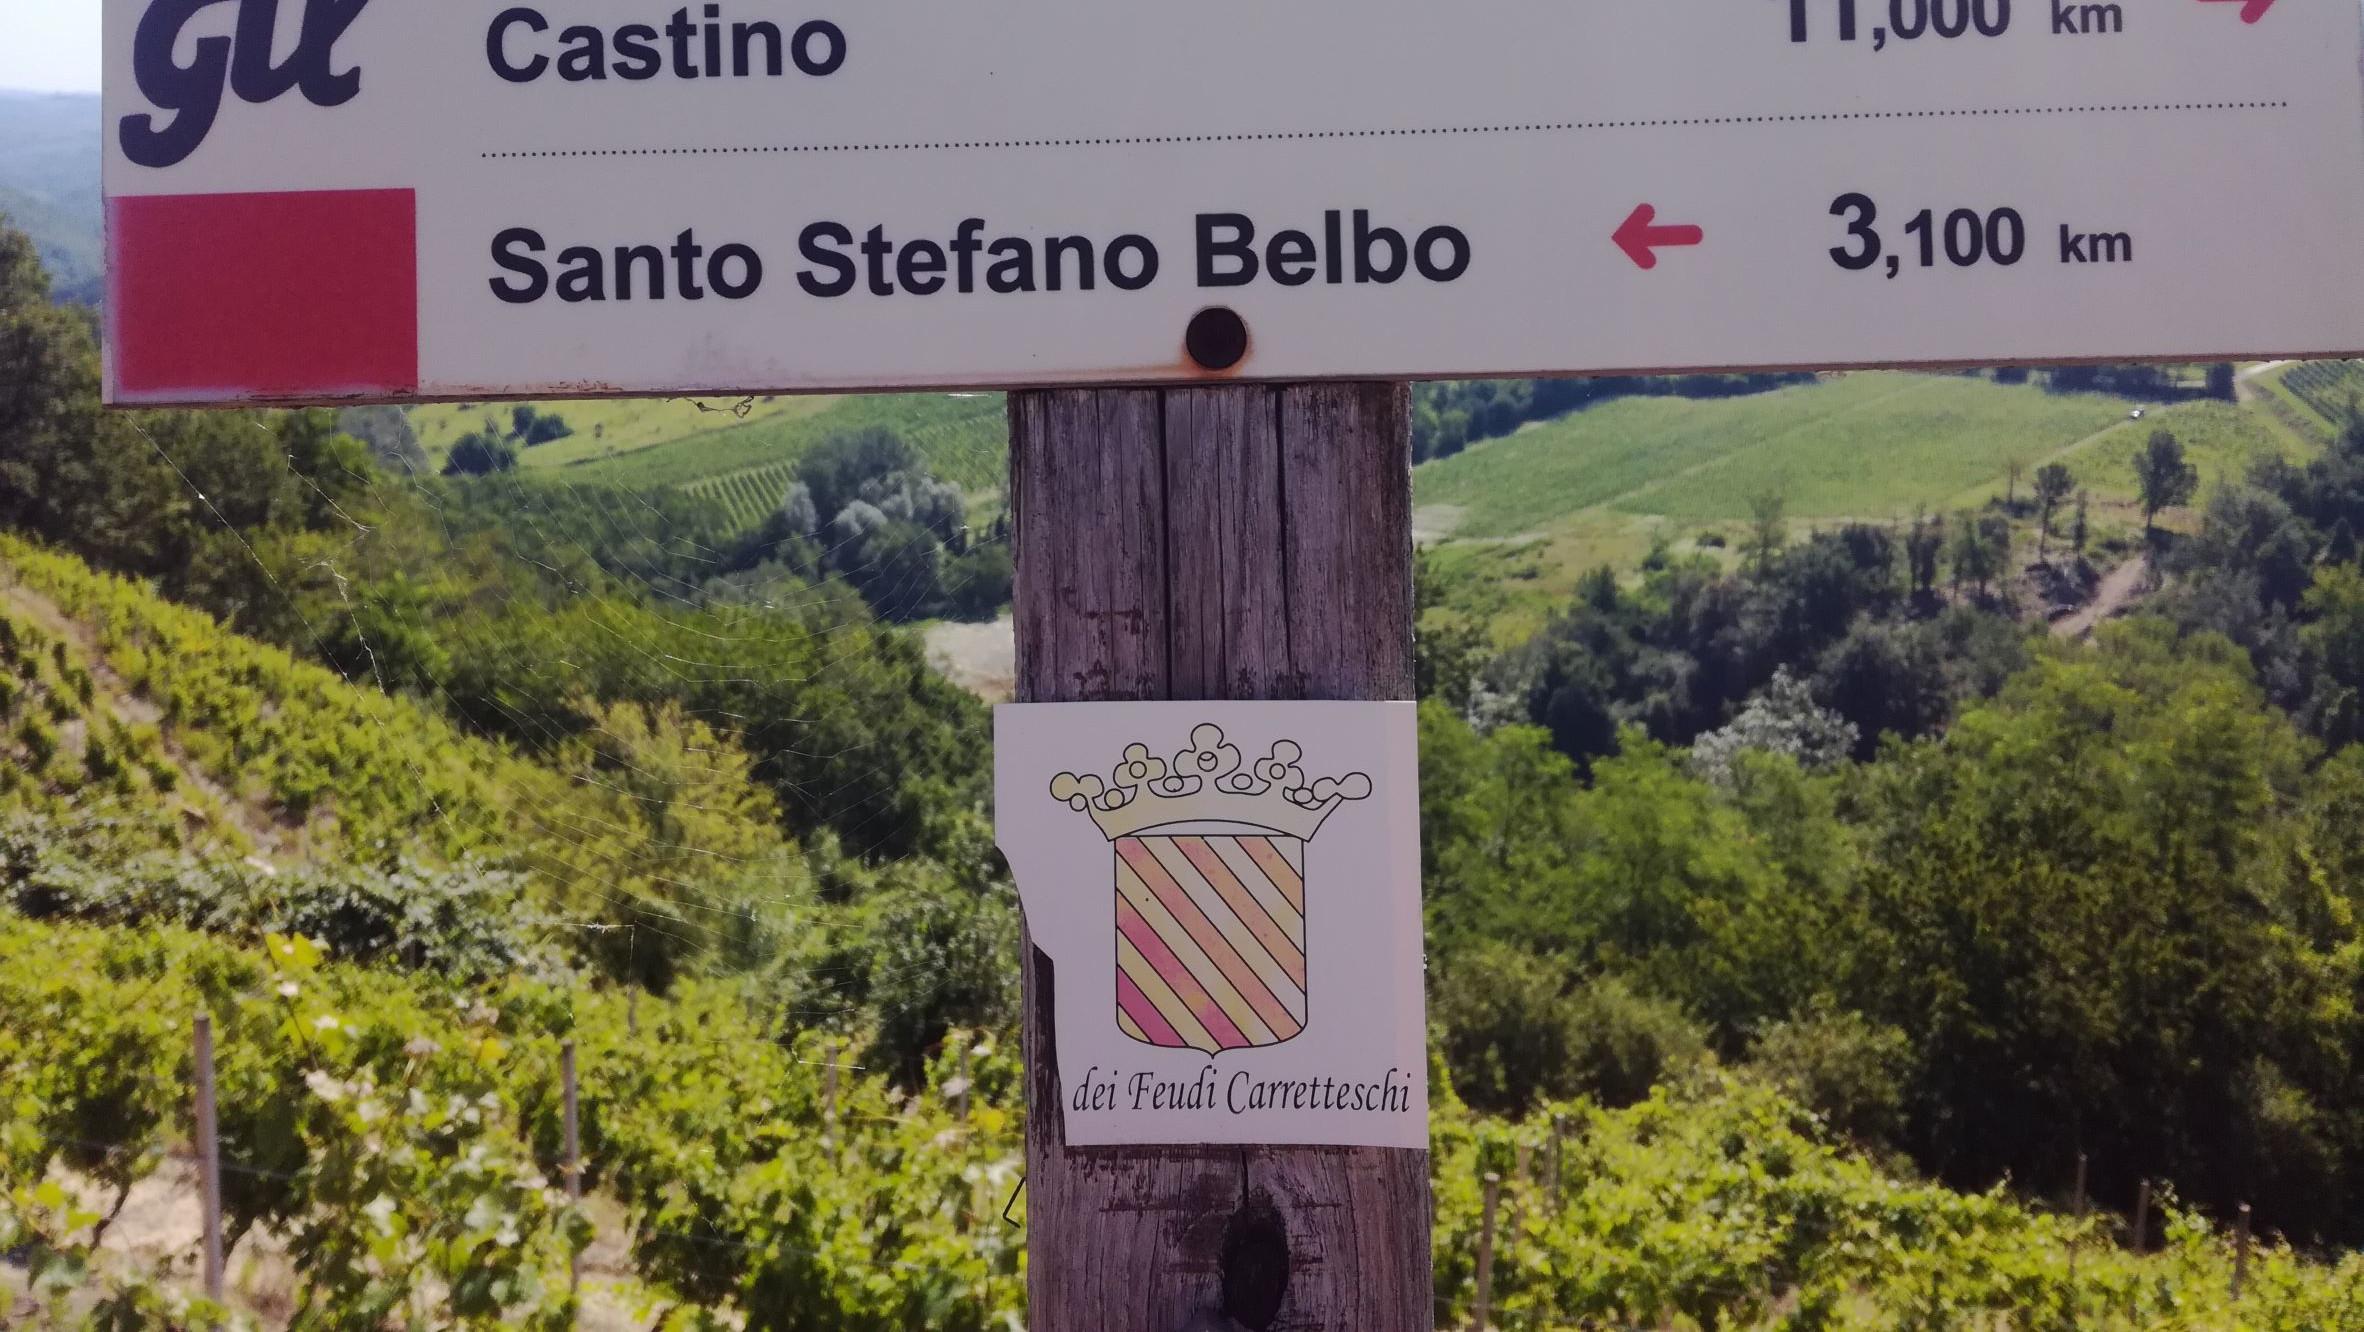 GTL
Castino 11,000 km
Santo Stefano Belbo 3,100 km
dei Feudi Carretteschi